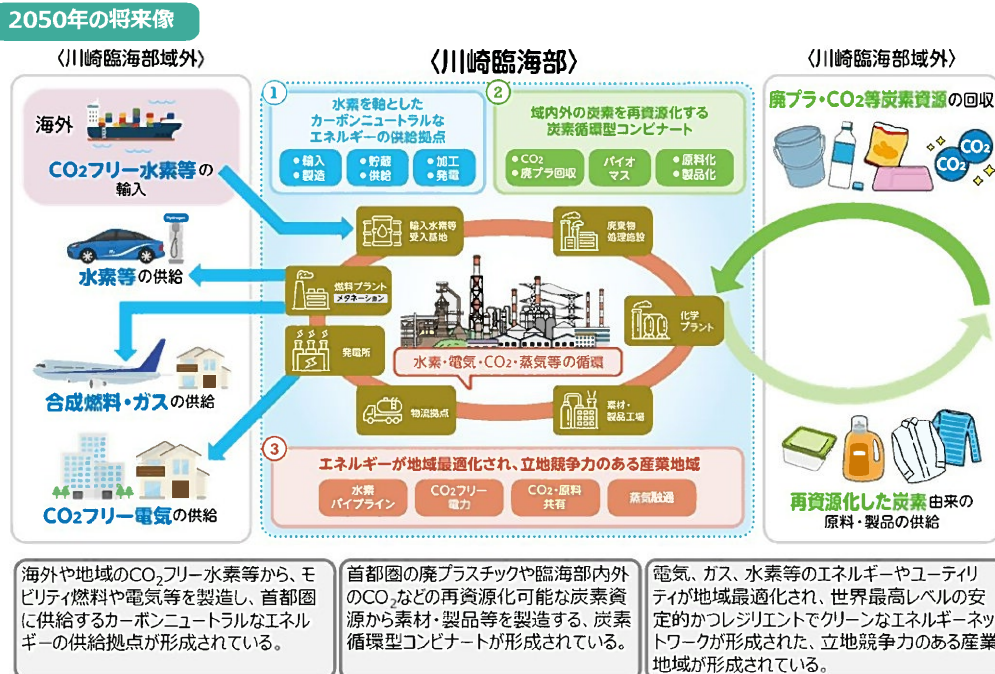 2050年の将来像
〈川崎臨海部域外〉
〈川崎臨海部〉
〈川崎臨海部域外〉
海外
CO2フリー水素等の
輸入
Hydrogen
水素等の供給
合成燃料・ガスの供給
CO2フリー電気の供給
①
水素を軸とした
カーボンニュートラルな
エネルギーの供給拠点
●輸入
●製造
●貯蔵
●供給
●加工
●発電
②
域内外の炭素を再資源化する
炭素循環型コンビナート
●CO2
●廃プラ回収
バイオ
マス
●原料化
●製品化
輸入水素等
受入基地
廃棄物
処理施設
燃料プラント
メタネーション
化学
プラント
発電所
水素・電気・CO2・蒸気等の循環
物流拠点
素材・
製品工場
③
エネルギーが地域最適化され、立地競争力のある産業地域
水素
パイプライン
CO2フリー
電力
CO2・原料
共有
蒸気融通
廃プラ・CO2等炭素資源の回収
CO2
CO2
再資源化した炭素由来の
原料・製品の供給
海外や地域のCO2フリー水素等から、モ
ビリティ燃料や電気等を製造し、首都圏
に供給するカーボンニュートラルなエネル
ギーの供給拠点が形成されている。
首都圏の廃プラスチックや臨海部内外
のCO2などの再資源化可能な炭素資
源から素材・製品等を製造する、炭素
循環型コンビナートが形成されている。
電気、ガス、水素等のエネルギーやユーティリ
ティが地域最適化され、世界最高レベルの安
定的かつレジリエントでクリーンなエネルギーネッ
トワークが形成された、立地競争力のある産業
地域が形成されている。